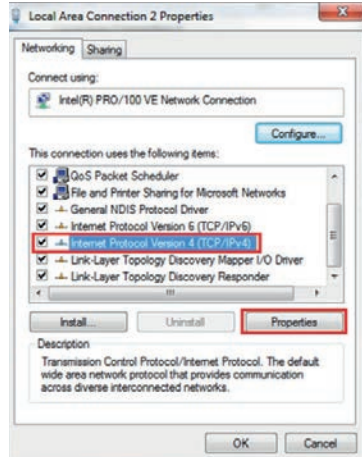 Local Area Connection 2 Properties
Networking
Sharing
Connect using:
Intel(R) PRO/100 VE Network Connection
Configure...
This connection uses the following items:
QoS Packet Scheduler
File and Printer Sharing for Microsoft Networks
General NDIS Protocol Driver
Internet Protocol Version 6 (TCP/IPv6)
Internet Protocol Version 4 (TCP/IPv4)
Link-Layer Topology Discovery Mapper I/O Driver
Link-Layer Topology Discovery Responder
Install...
Uninstall
Properties
Description
Transmission Control Protocol/Internet Protocol. The default
wide area network protocol that provides communication
across diverse interconnected networks.
OK
Cancel